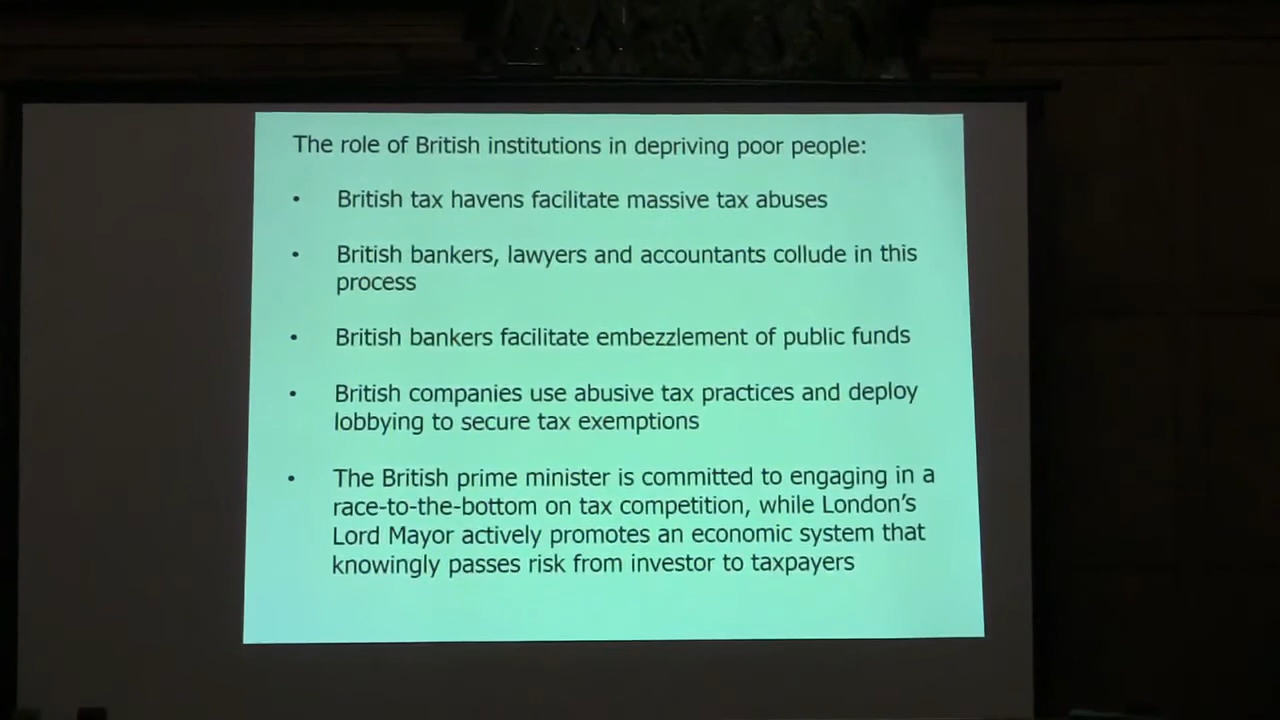 The role of British institutions in depriving poor people:
• British tax havens facilitate massive tax abuses
• British bankers, lawyers and accountants collude in this
process
• British bankers facilitate embezzlement of public funds
• British companies use abusive tax practices and deploy
lobbying to secure tax exemptions
• The British prime minister is committed to engaging in a
race-to-the-bottom on tax competition, while London’s
Lord Mayor actively promotes an economic system that
knowingly passes risk from investor to taxpayers